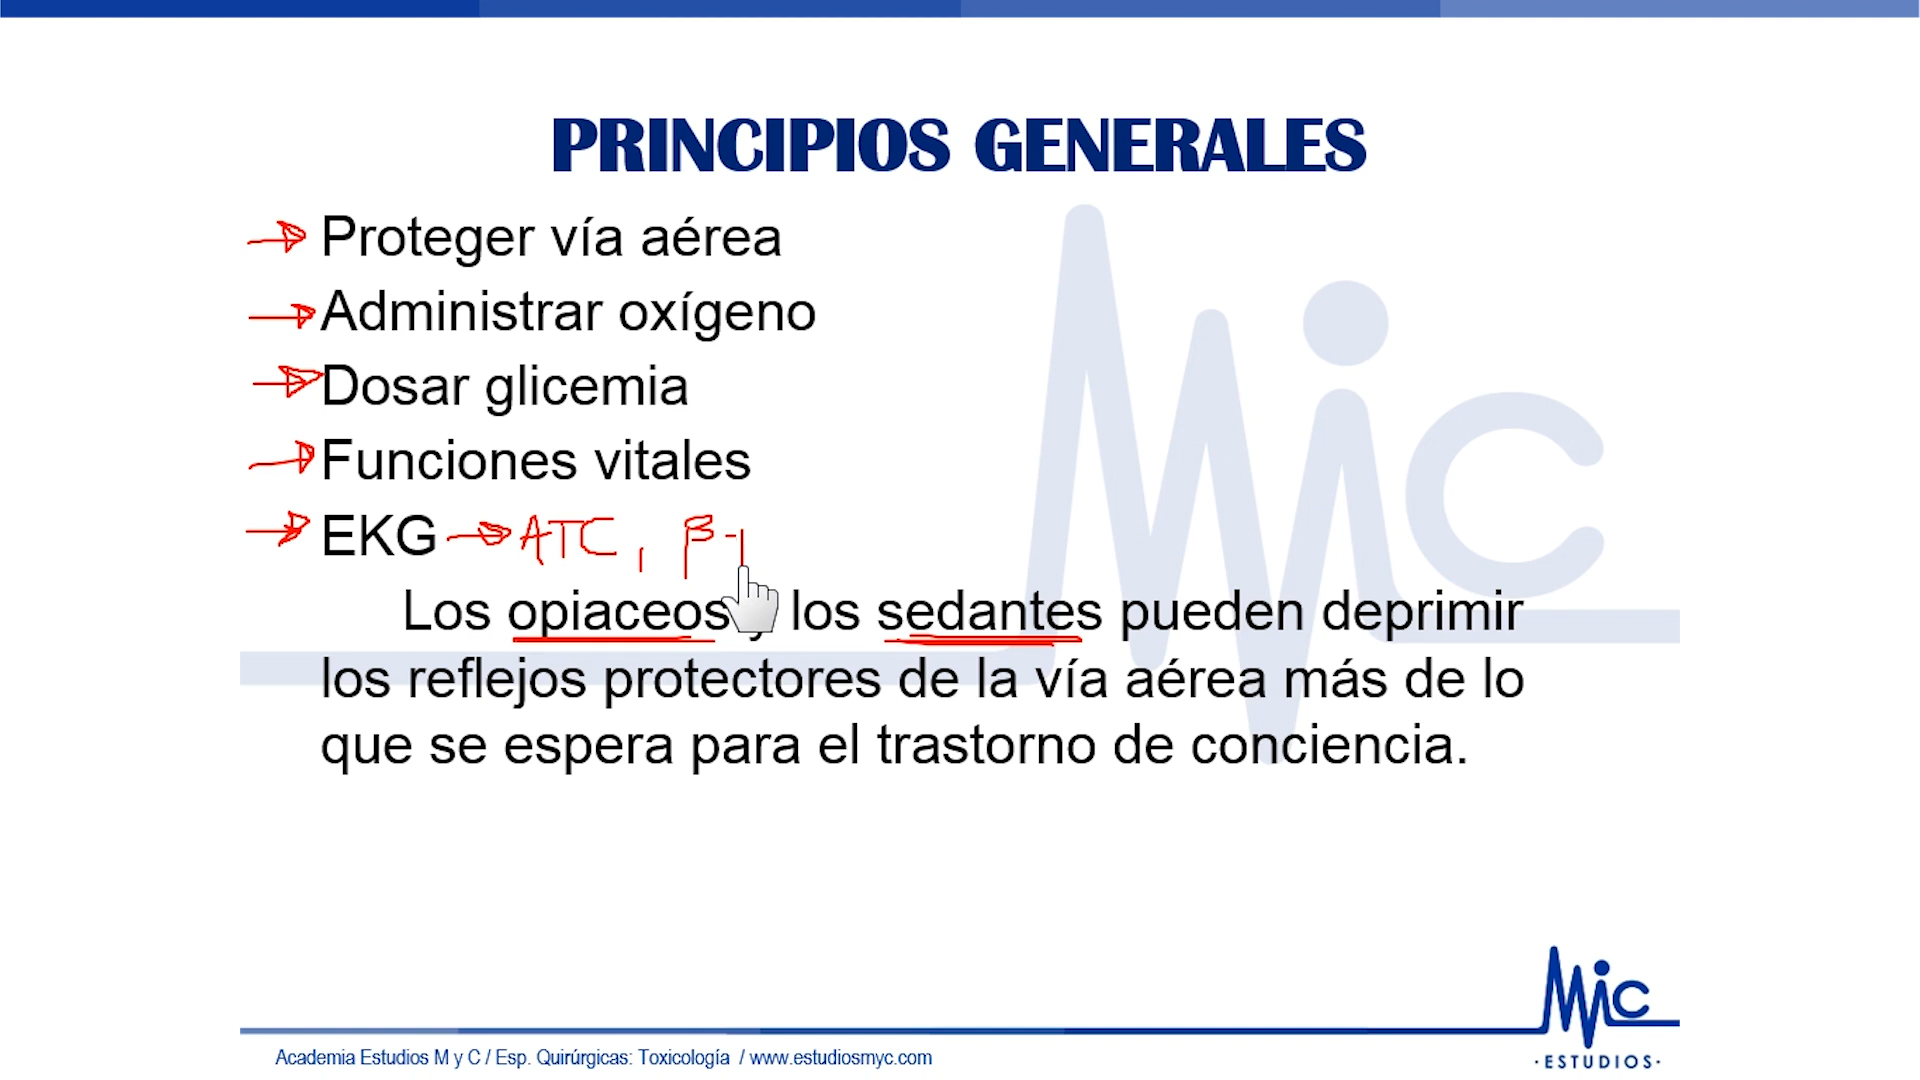 PRINCIPIOS GENERALES
Proteger vía aérea
Administrar oxígeno
Dosar glicemia
Funciones vitales
EKG → ATC, β-
Los opiaceos y los sedantes pueden deprimir
los reflejos protectores de la vía aérea más de lo
que se espera para el trastorno de conciencia.
MiC
MiC
·ESTUDIOS·
Academia Estudios M y C / Esp. Quirúrgicas: Toxicología / www.estudiosmyc.com